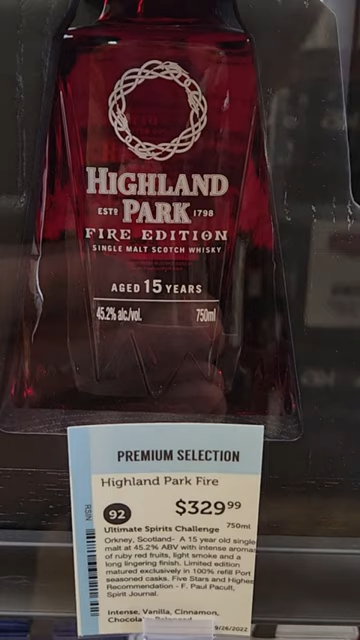 HIGHLAND
PARK
ESTD 1798
FIRE EDITION
SINGLE MALT SCOTCH WHISKY
AGED 15 YEARS
45.2% alc./vol. 750ml
PREMIUM SELECTION
Highland Park Fire
92 $329.99
Ultimate Spirits Challenge 750ml
Orkney, Scotland- A 15 year old single
malt at 45.2% ABV with intense aromas
of ruby red fruits, light smoke and a
long lingering finish. Limited edition
matured exclusively in 100% refill Port
seasoned casks. Five Stars and Highes
Recommendation - F. Paul Pacult,
Spirit Journal.
Intense, Vanilla, Cinnamon,
Chocolate, Balanced
9/26/2022